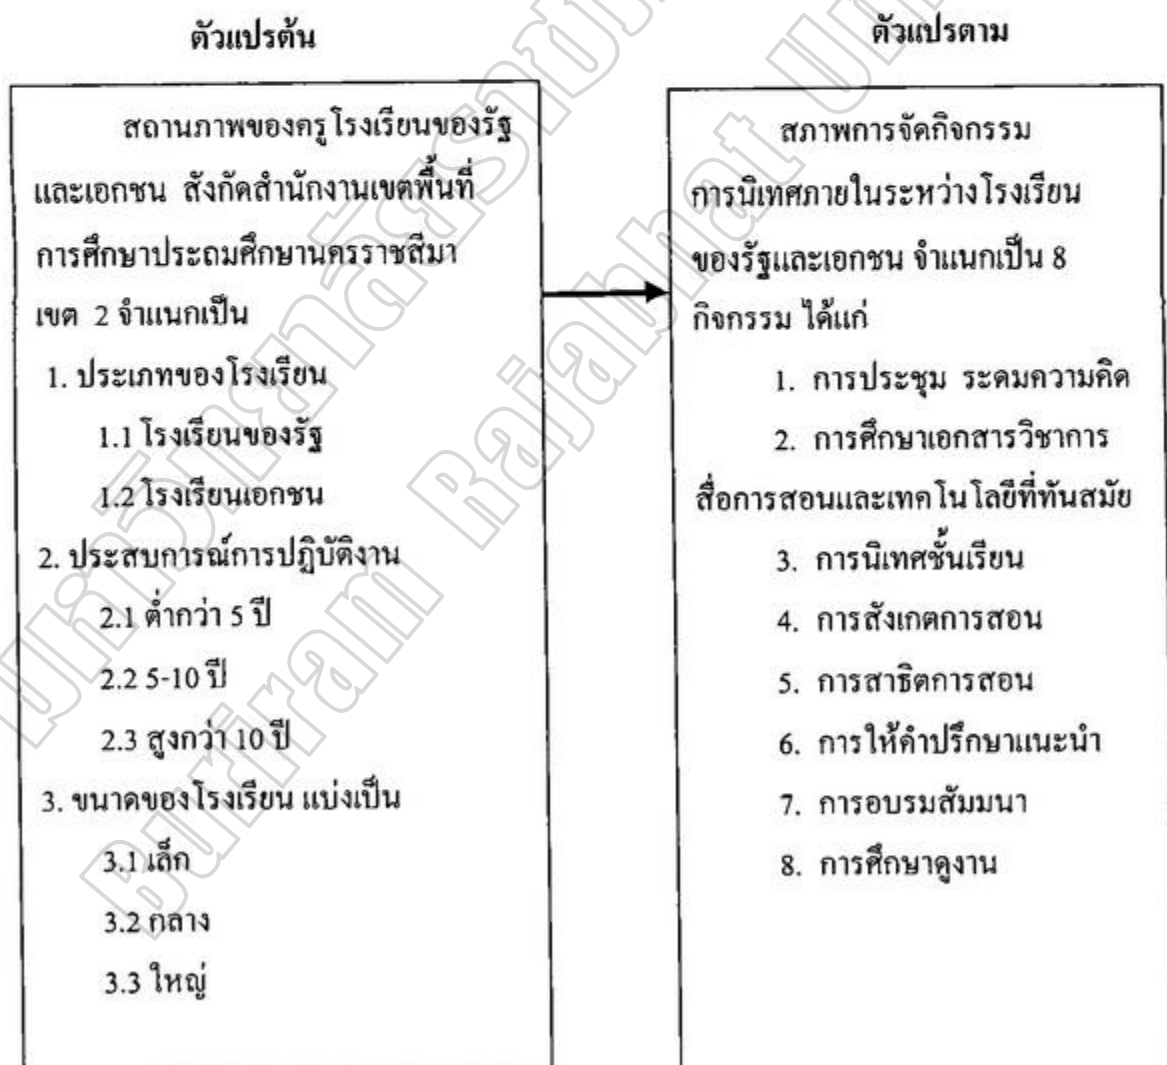 ตัวแปรต้น
สถานภาพของครู โรงเรียนของรัฐ
และเอกชน สังกัดสำนักงานเขตพื้นที่
การศึกษาประถมศึกษานครราชสีมา
เขต 2 จำแนกเป็น
1. ประเภทของโรงเรียน
1.1 โรงเรียนของรัฐ
1.2 โรงเรียนเอกชน
2. ประสบการณ์การปฏิบัติงาน
2.1 ต่ำกว่า 5 ปี
2.2 5-10 ปี
2.3 สูงกว่า 10 ปี
3. ขนาดของโรงเรียน แบ่งเป็น
3.1 เล็ก
3.2 กลาง
3.3 ใหญ่
ตัวแปรตาม
สภาพการจัดกิจกรรม
การนิเทศภายในระหว่างโรงเรียน
ของรัฐและเอกชน จำแนกเป็น 8
กิจกรรม ได้แก่
1. การประชุม ระดมความคิด
2. การศึกษาเอกสารวิชาการ
สื่อการสอนและเทคโนโลยีที่ทันสมัย
3. การนิเทศชั้นเรียน
4. การสังเกตการสอน
5. การสาธิตการสอน
6. การให้คำปรึกษาแนะนำ
7. การอบรมสัมมนา
8. การศึกษาดูงาน
Buriram Rajabhat